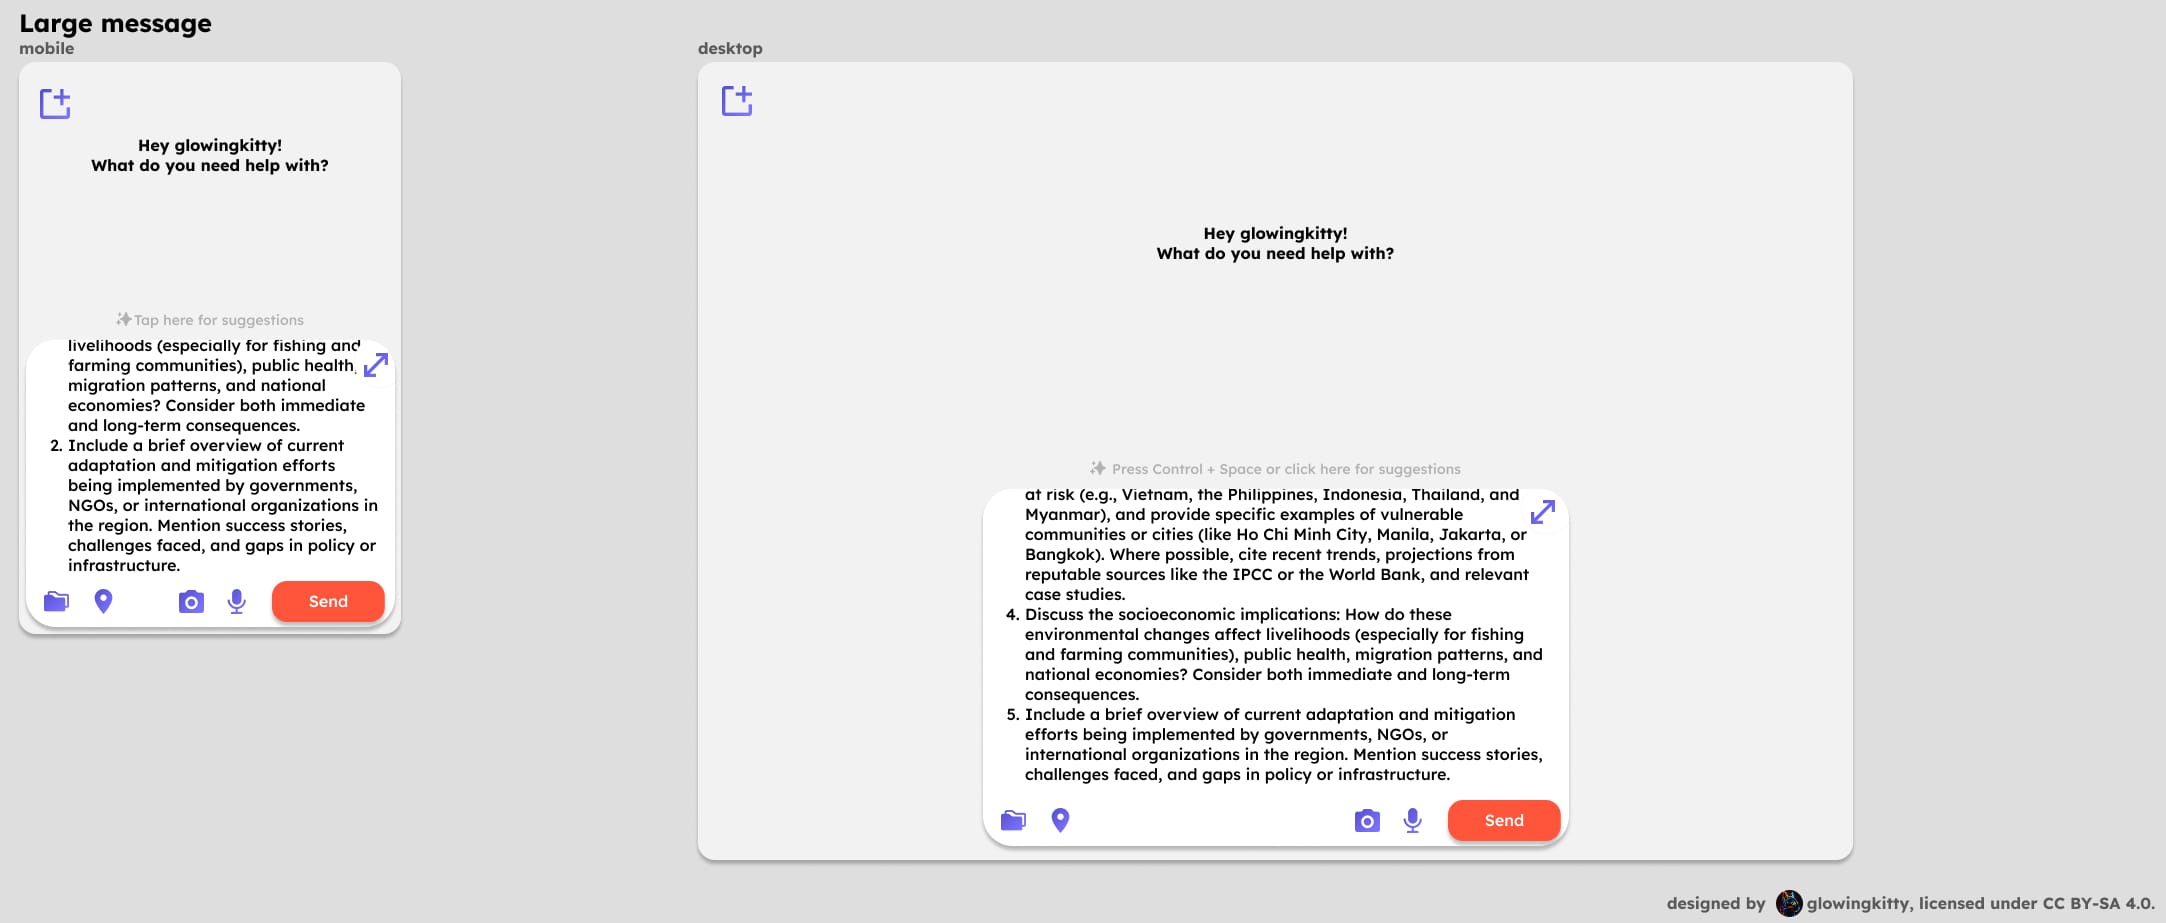 Large message
mobile
Hey glowingkitty!
What do you need help with?
Tap here for suggestions
livelihoods (especially for fishing and
farming communities), public health,
migration patterns, and national
economies? Consider both immediate
and long-term consequences.
2. Include a brief overview of current
adaptation and mitigation efforts
being implemented by governments,
NGOs, or international organizations in
the region. Mention success stories,
challenges faced, and gaps in policy or
infrastructure.
Send
desktop
Hey glowingkitty!
What do you need help with?
Press Control + Space or click here for suggestions
at risk (e.g., Vietnam, the Philippines, Indonesia, Thailand, and
Myanmar), and provide specific examples of vulnerable
communities or cities (like Ho Chi Minh City, Manila, Jakarta, or
Bangkok). Where possible, cite recent trends, projections from
reputable sources like the IPCC or the World Bank, and relevant
case studies.
4. Discuss the socioeconomic implications: How do these
environmental changes affect livelihoods (especially for fishing
and farming communities), public health, migration patterns, and
national economies? Consider both immediate and long-term
consequences.
5. Include a brief overview of current adaptation and mitigation
efforts being implemented by governments, NGOs, or
international organizations in the region. Mention success stories,
challenges faced, and gaps in policy or infrastructure.
Send
designed by glowingkitty, licensed under CC BY-SA 4.0.